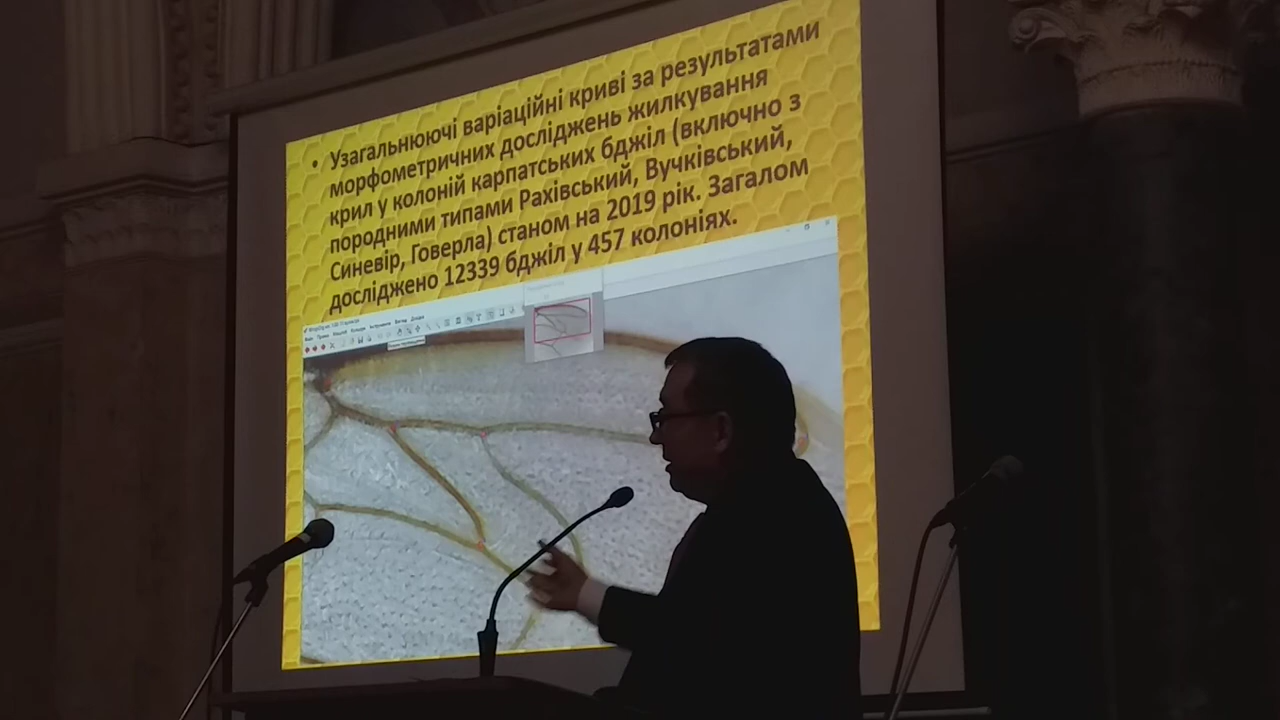 • Узагальнюючі варіаційні криві за результатами
морфометричних досліджень жилкування
крил у колоній карпатських бджіл (включно з
породними типами Рахівський, Вучківський,
Синевір, Говерла) станом на 2019 рік. Загалом
досліджено 12339 бджіл у 457 колоніях.